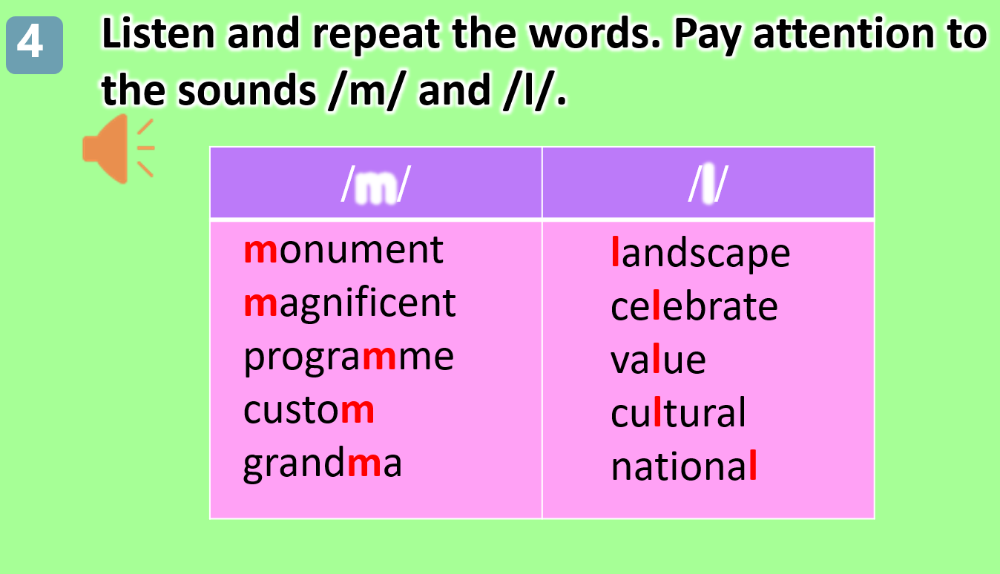 4
Listen and repeat the words. Pay attention to
the sounds /m/ and /l/.
/m/
/l/
monument
magnificent
programme
custom
grandma
landscape
celebrate
value
cultural
national